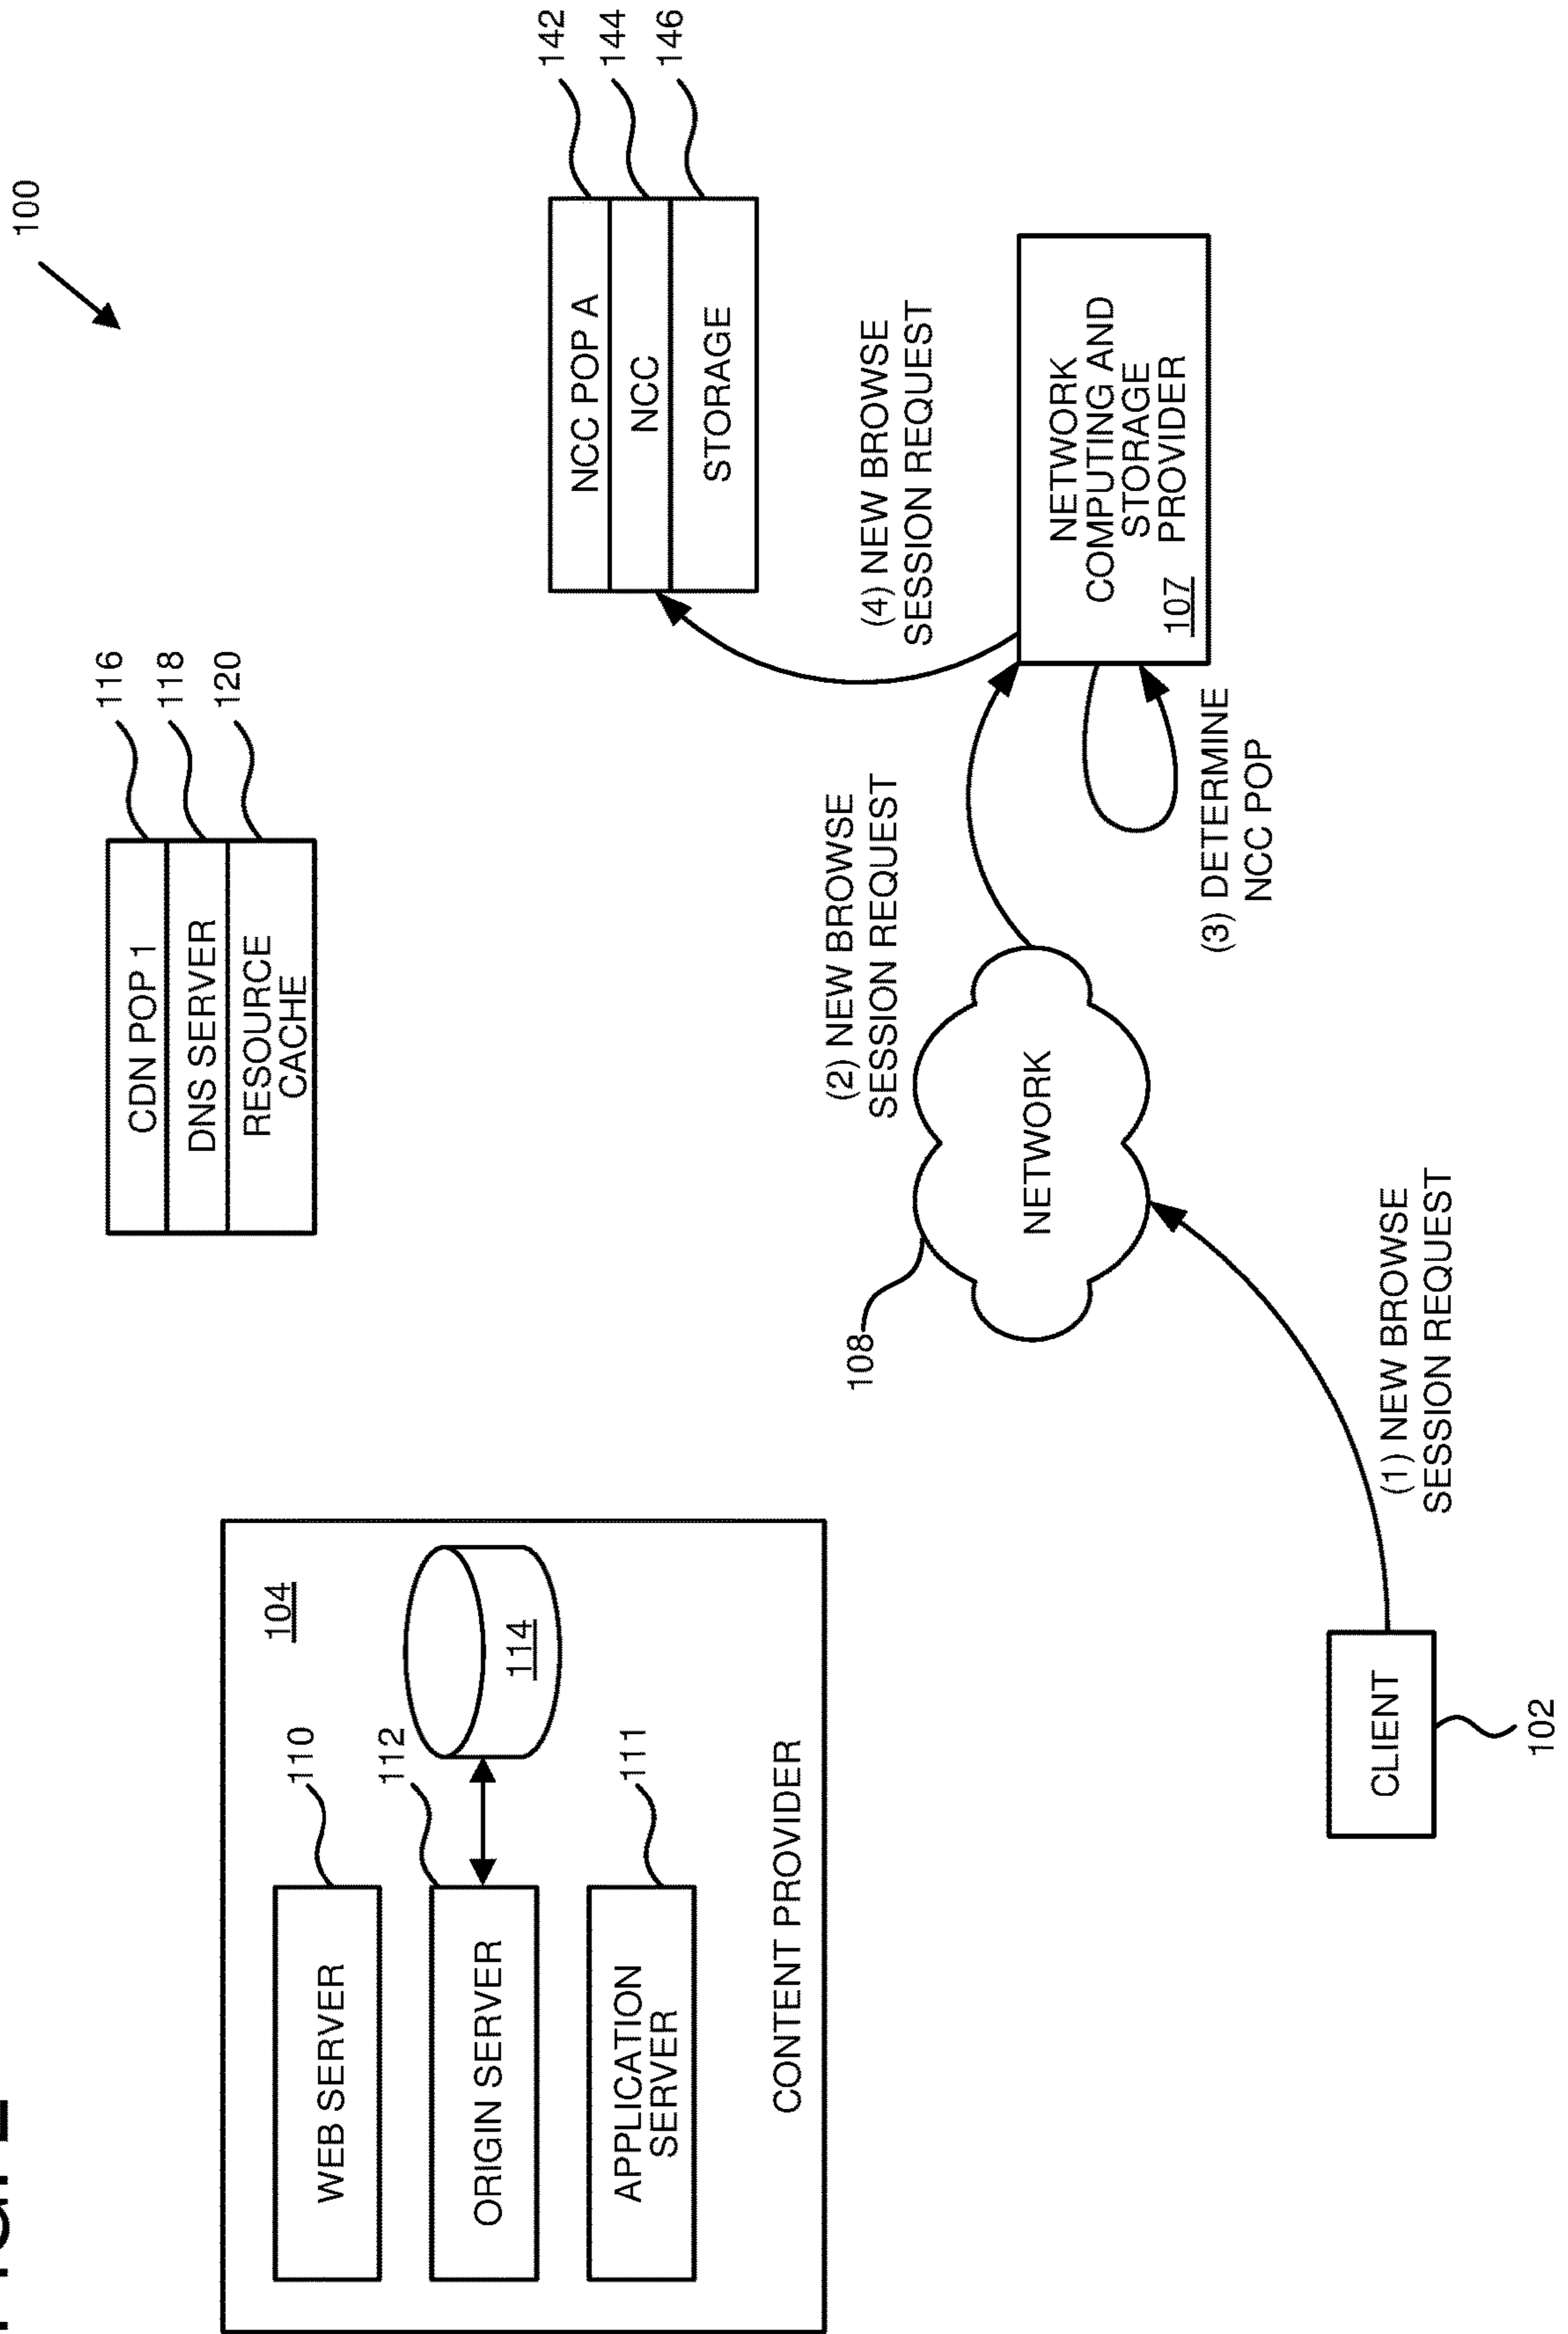 100
104
WEB SERVER
110
ORIGIN SERVER
112
114
APPLICATION
SERVER
111
CONTENT PROVIDER
CDN POP 1
116
DNS SERVER
118
RESOURCE
CACHE
120
NCC POP A
142
NCC
144
STORAGE
146
(4) NEW BROWSE
SESSION REQUEST
(2) NEW BROWSE
SESSION REQUEST
NETWORK
COMPUTING AND
STORAGE
PROVIDER
107
(3) DETERMINE
NCC POP
108
NETWORK
(1) NEW BROWSE
SESSION REQUEST
CLIENT
102